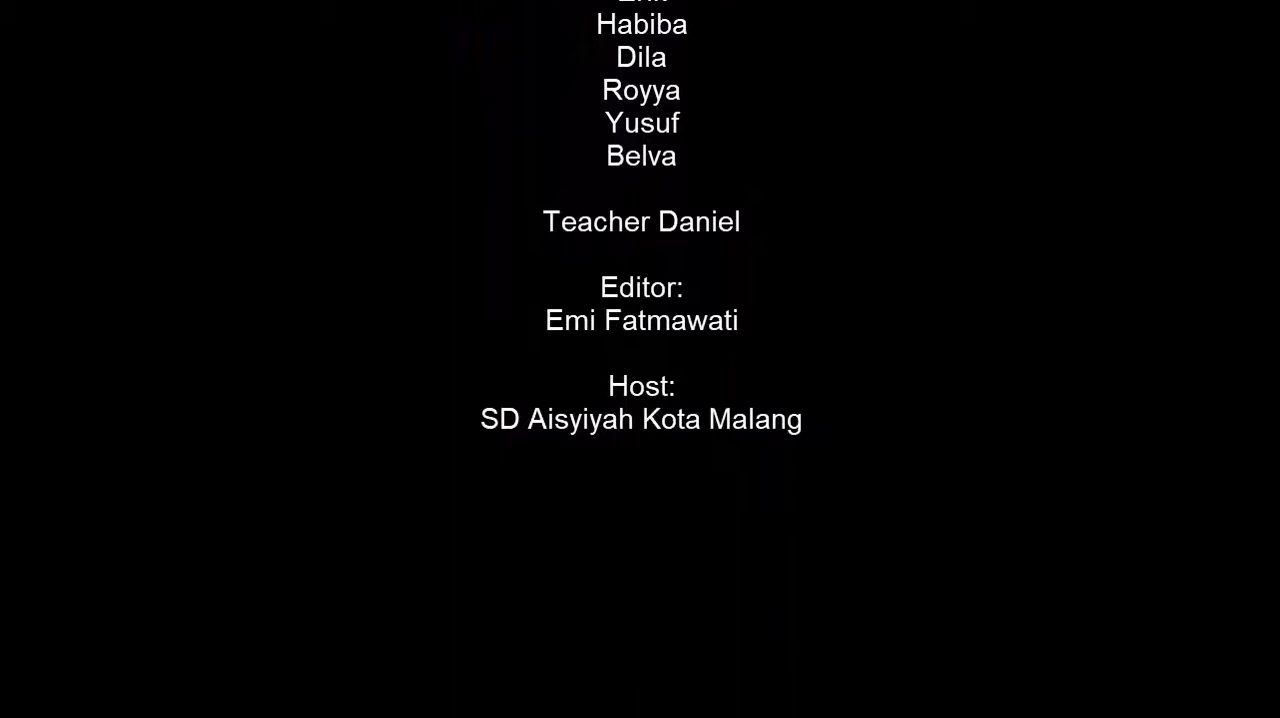 Habiba
Dila
Royya
Yusuf
Belva
Teacher Daniel
Editor:
Emi Fatmawati
Host:
SD Aisyiyah Kota Malang